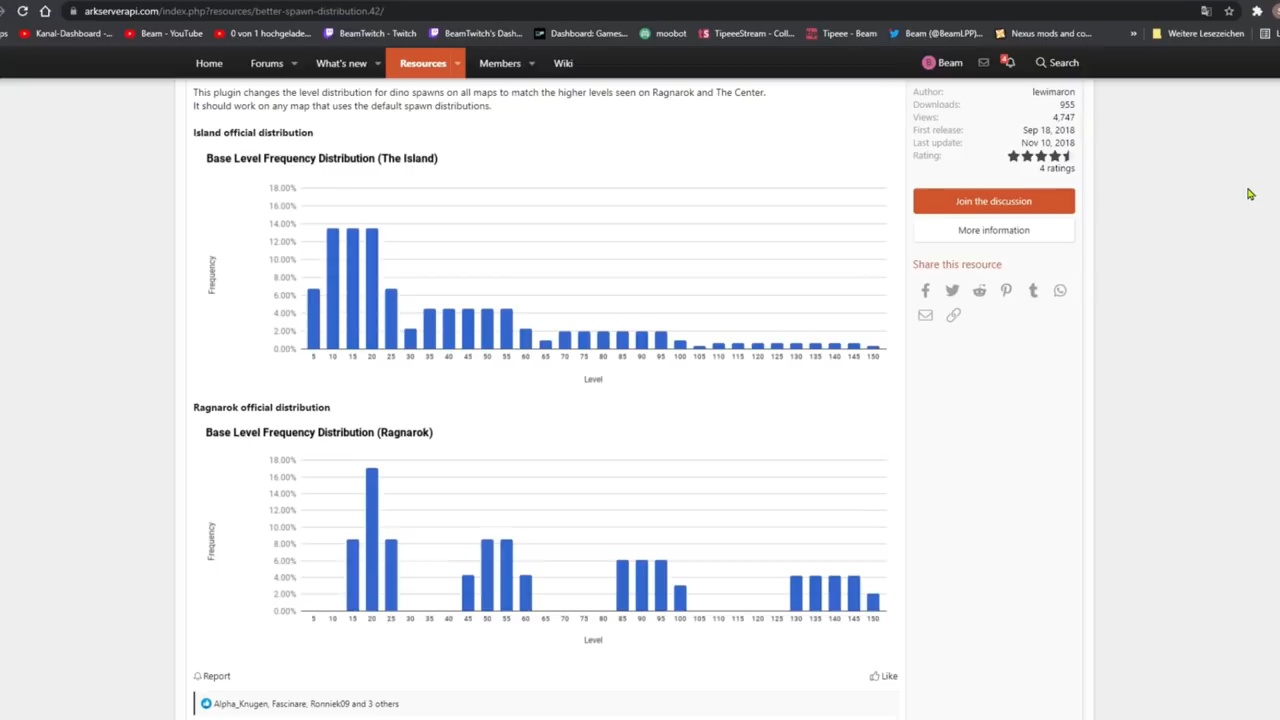 arkserverapi.com/index.php?resources/better-spawn-distribution.42/
ps Kanal-Dashboard -... Beam - YouTube 0 von 1 hochgelade... BeamTwitch - Twitch BeamTwitch's Dash... Dashboard: Games... moobot TipeeeStream - Coll... Tipeee - Beam Beam (@BeamLPP)... Nexus mods and co... » Weitere Lesezeichen
Home Forums What's new Resources Members Wiki Beam 4 Search
This plugin changes the level distribution for dino spawns on all maps to match the higher levels seen on Ragnarok and The Center.
It should work on any map that uses the default spawn distributions.
Island official distribution
Base Level Frequency Distribution (The Island)
18.00%
16.00%
14.00%
12.00%
10.00%
8.00%
6.00%
4.00%
2.00%
0.00%
Frequency
5 10 15 20 25 30 35 40 45 50 55 60 65 70 75 80 85 90 95 100 105 110 115 120 125 130 135 140 145 150
Level
Ragnarok official distribution
Base Level Frequency Distribution (Ragnarok)
18.00%
16.00%
14.00%
12.00%
10.00%
8.00%
6.00%
4.00%
2.00%
0.00%
Frequency
5 10 15 20 25 30 35 40 45 50 55 60 65 70 75 80 85 90 95 100 105 110 115 120 125 130 135 140 145 150
Level
Report Like
Alpha_Knugen, Fascinare, Ronniek09 and 3 others
Author: lewimaron
Downloads: 955
Views: 4,747
First release: Sep 18, 2018
Last update: Nov 10, 2018
Rating:
4 ratings
Join the discussion
More information
Share this resource